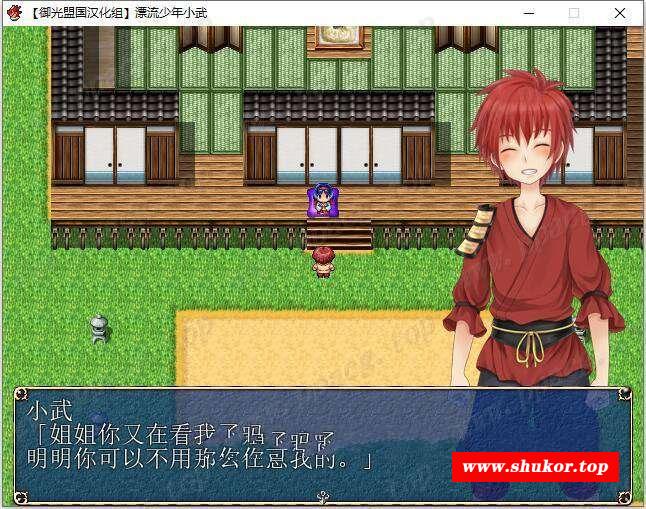 【御光盟国汉化组】漂流少年小武
小武
「姐姐你又在看我了
明明你可以不用那么在意我的。」
www.shukor.top